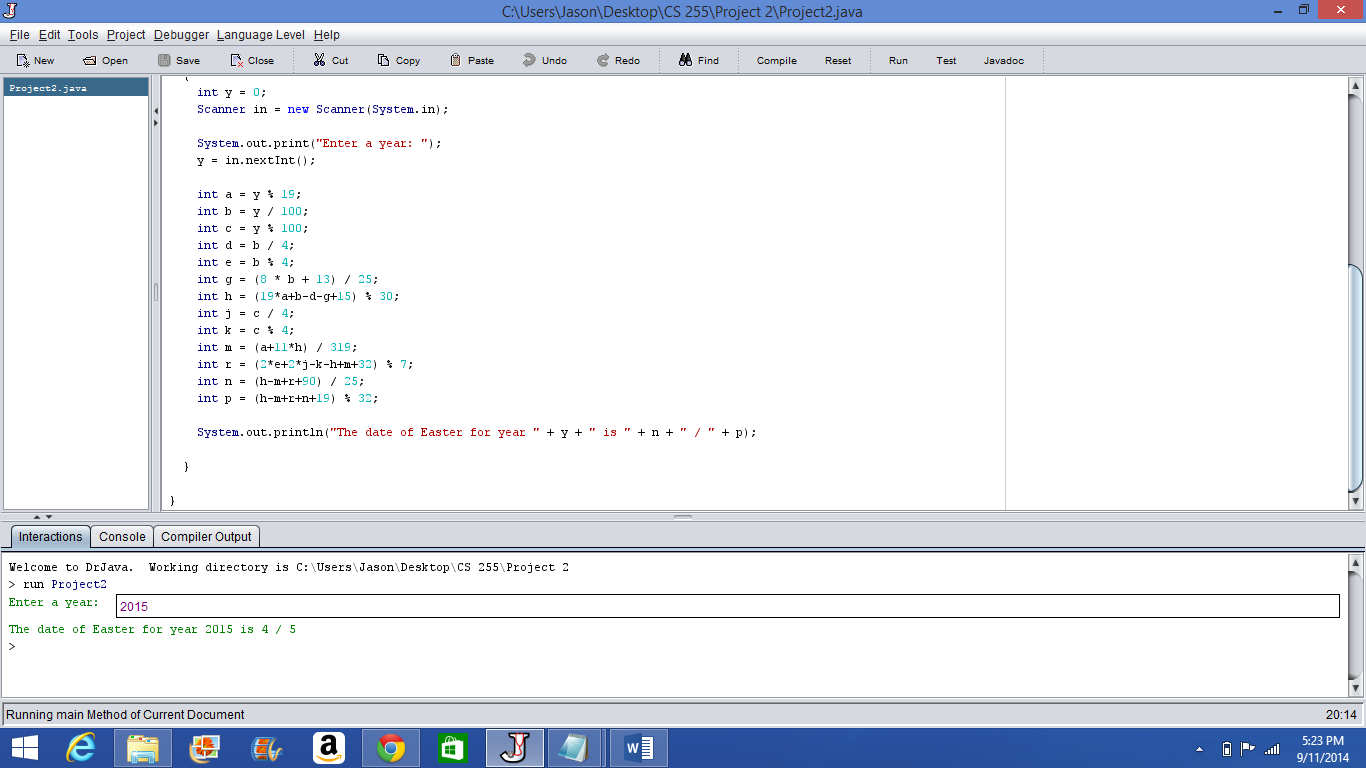 C:\Users\Jason\Desktop\CS 255\Project 2\Project2.java
File Edit Tools Project Debugger Language Level Help
New Open Save Close Cut Copy Paste Undo Redo Find Compile Reset Run Test Javadoc
Project2.java
int y = 0;
Scanner in = new Scanner(System.in);
System.out.print("Enter a year: ");
y = in.nextInt();
int a = y % 19;
int b = y / 100;
int c = y % 100;
int d = b / 4;
int e = b % 4;
int g = (8 * b + 13) / 25;
int h = (19*a+b-d-g+15) % 30;
int j = c / 4;
int k = c % 4;
int m = (a+11*h) / 319;
int r = (2*e+2*j-k-h+m+32) % 7;
int n = (h-m+r+90) / 25;
int p = (h-m+r+n+19) % 32;
System.out.println("The date of Easter for year " + y + " is " + n + " / " + p);
}
}
Interactions Console Compiler Output
Welcome to DrJava.  Working directory is C:\Users\Jason\Desktop\CS 255\Project 2
> run Project2
Enter a year: 2015
The date of Easter for year 2015 is 4 / 5
>
Running main Method of Current Document 20:14
5:23 PM
9/11/2014